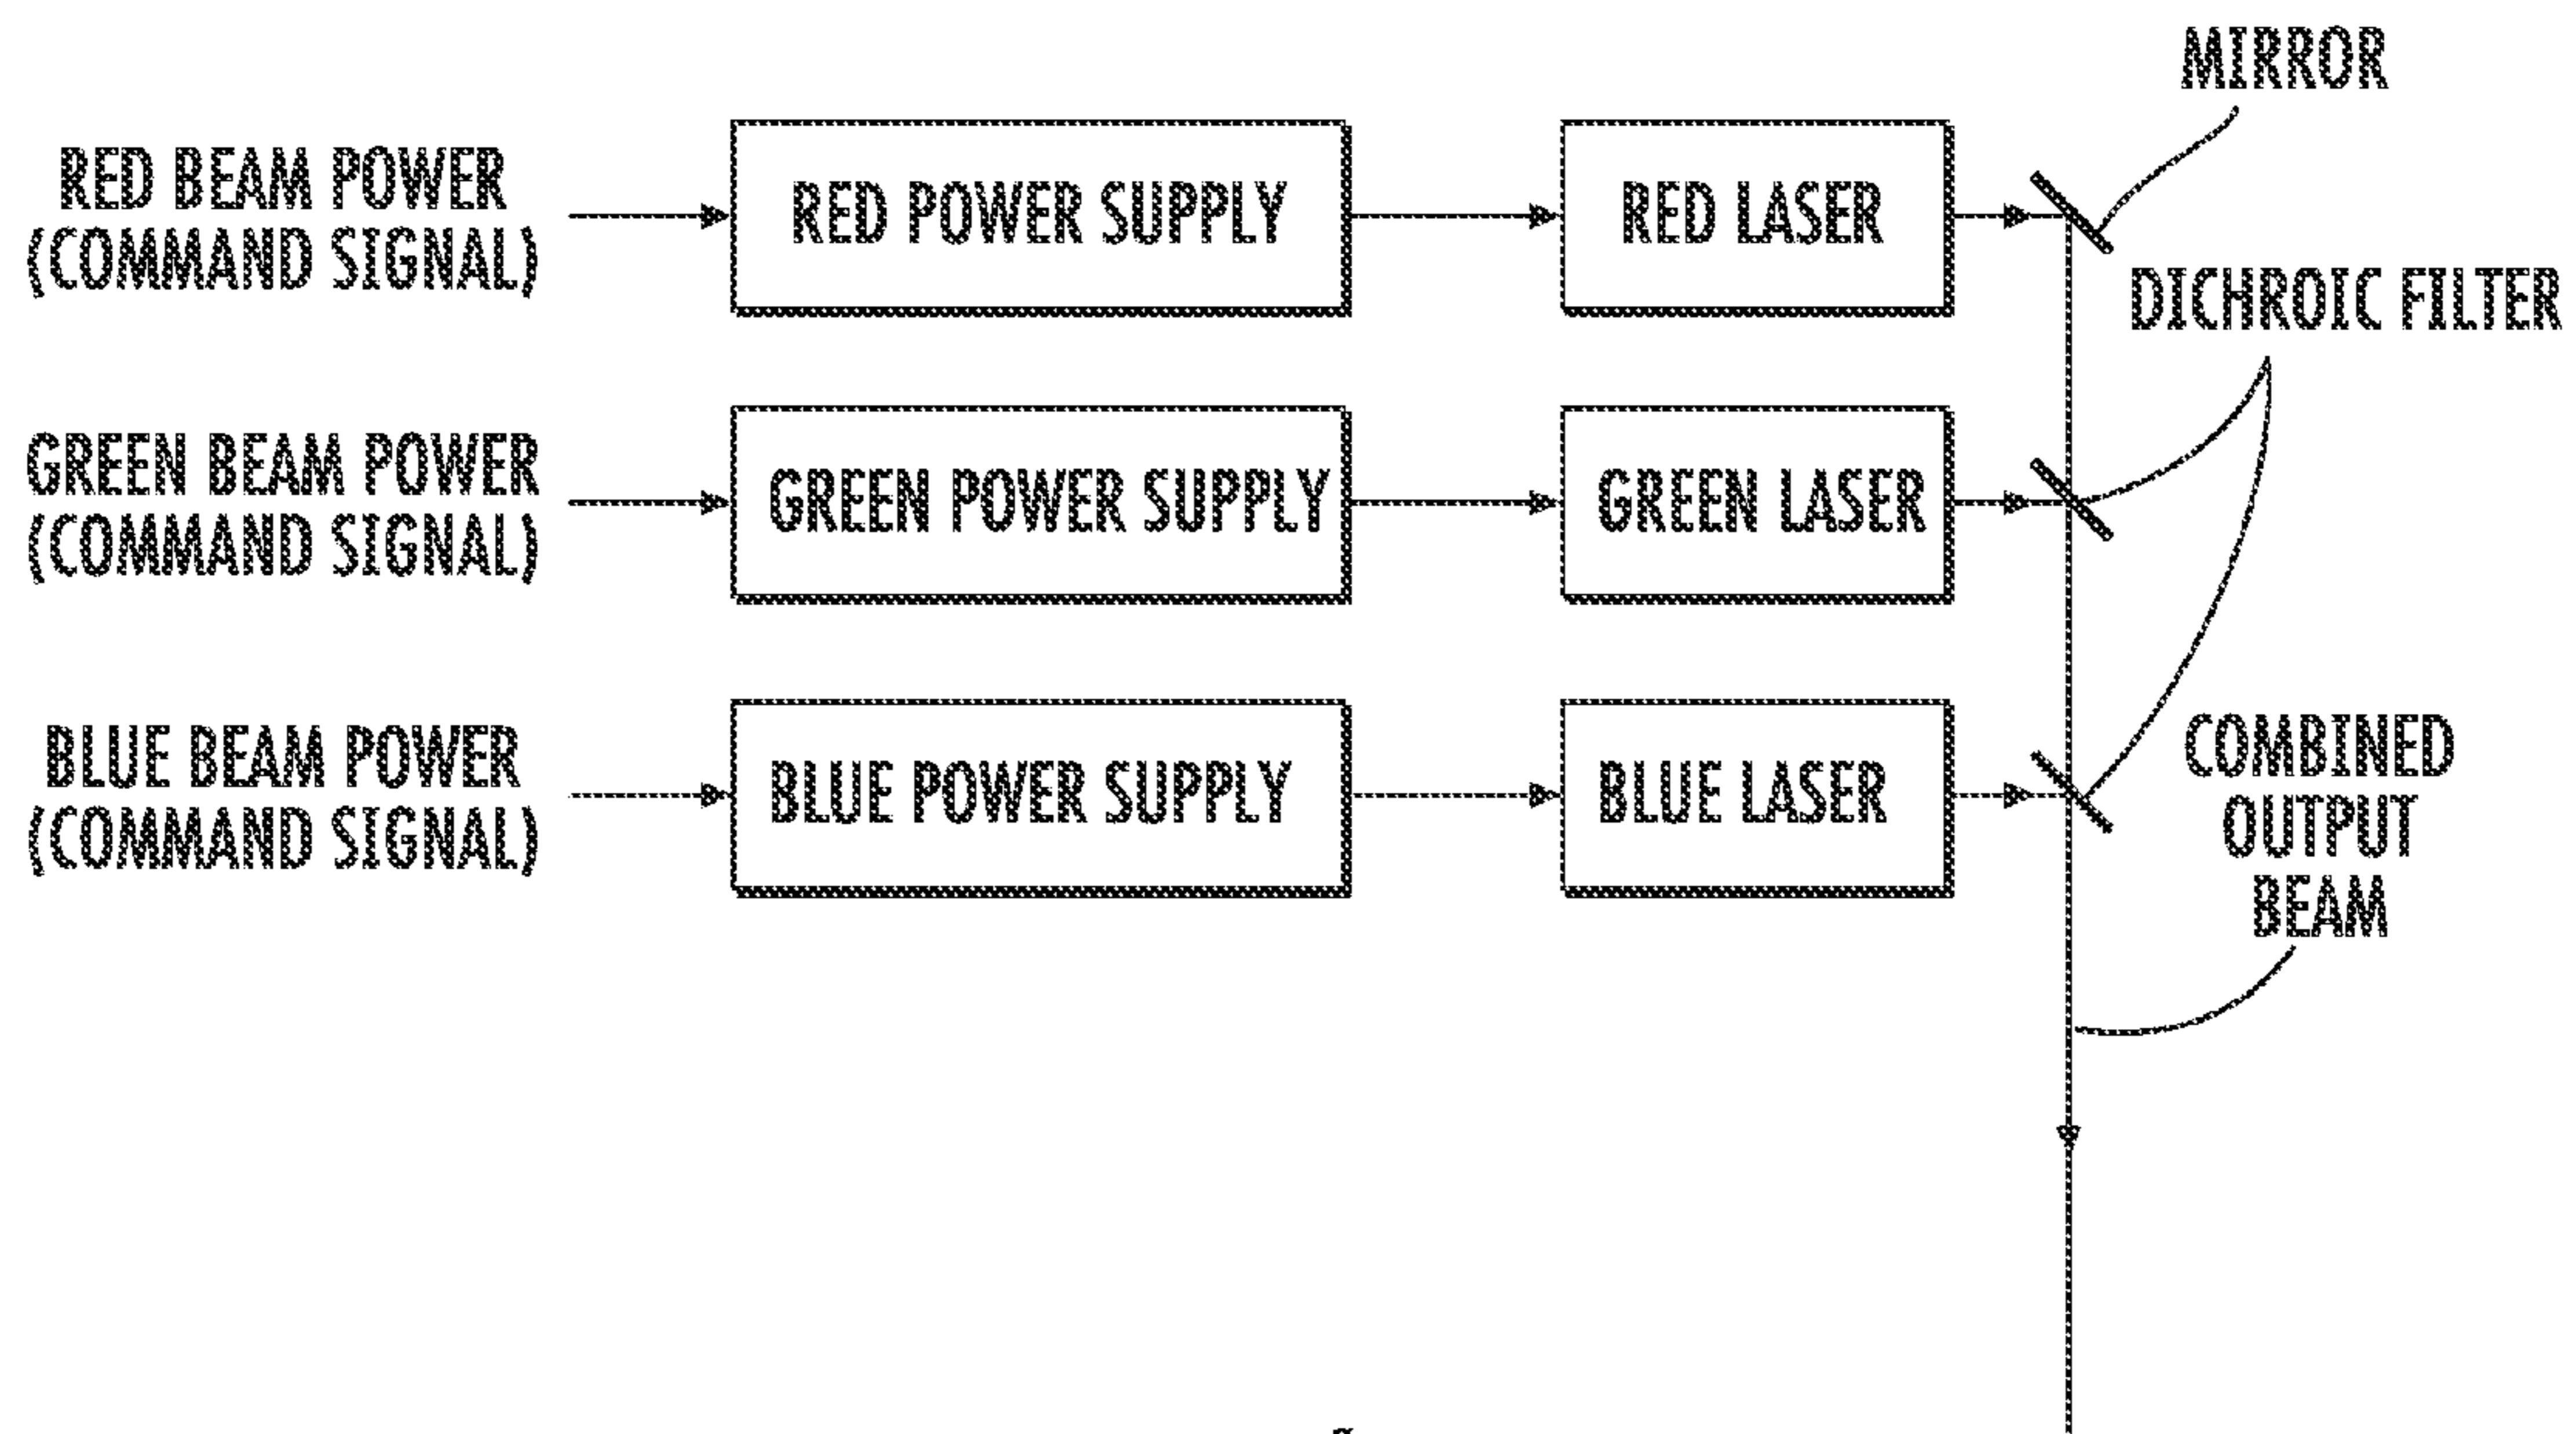 MIRROR
RED BEAM POWER
(COMMAND SIGNAL)
RED POWER SUPPLY
RED LASER
DICHROIC FILTER
GREEN BEAM POWER
(COMMAND SIGNAL)
GREEN POWER SUPPLY
GREEN LASER
BLUE BEAM POWER
(COMMAND SIGNAL)
BLUE POWER SUPPLY
BLUE LASER
COMBINED
OUTPUT
BEAM